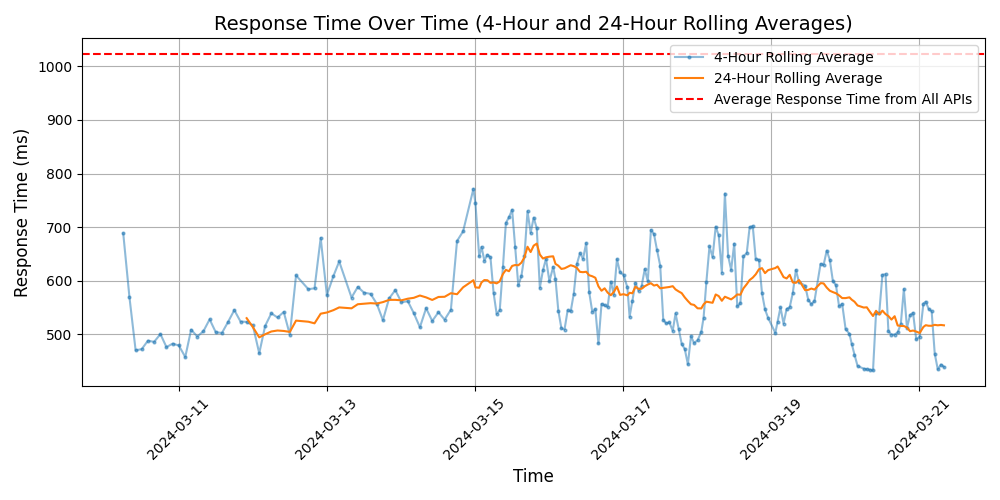 Response Time Over Time (4-Hour and 24-Hour Rolling Averages)
4-Hour Rolling Average
24-Hour Rolling Average
Average Response Time from All APIs
Response Time (ms)
1000
900
800
700
600
500
2024-03-11
2024-03-13
2024-03-15
2024-03-17
2024-03-19
2024-03-21
Time